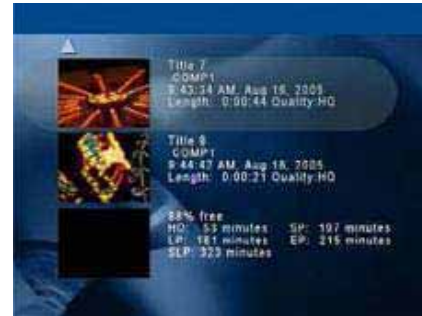 Title 7
COMP1
9:43:34 AM, Aug 16, 2005
Length: 0:00:44 Quality:HQ
Title 8
COMP1
9:44:47 AM, Aug 16, 2005
Length: 0:00:21 Quality:HQ
88% free
HQ: 53 minutes SP: 107 minutes
LP: 161 minutes EP: 215 minutes
SLP: 323 minutes